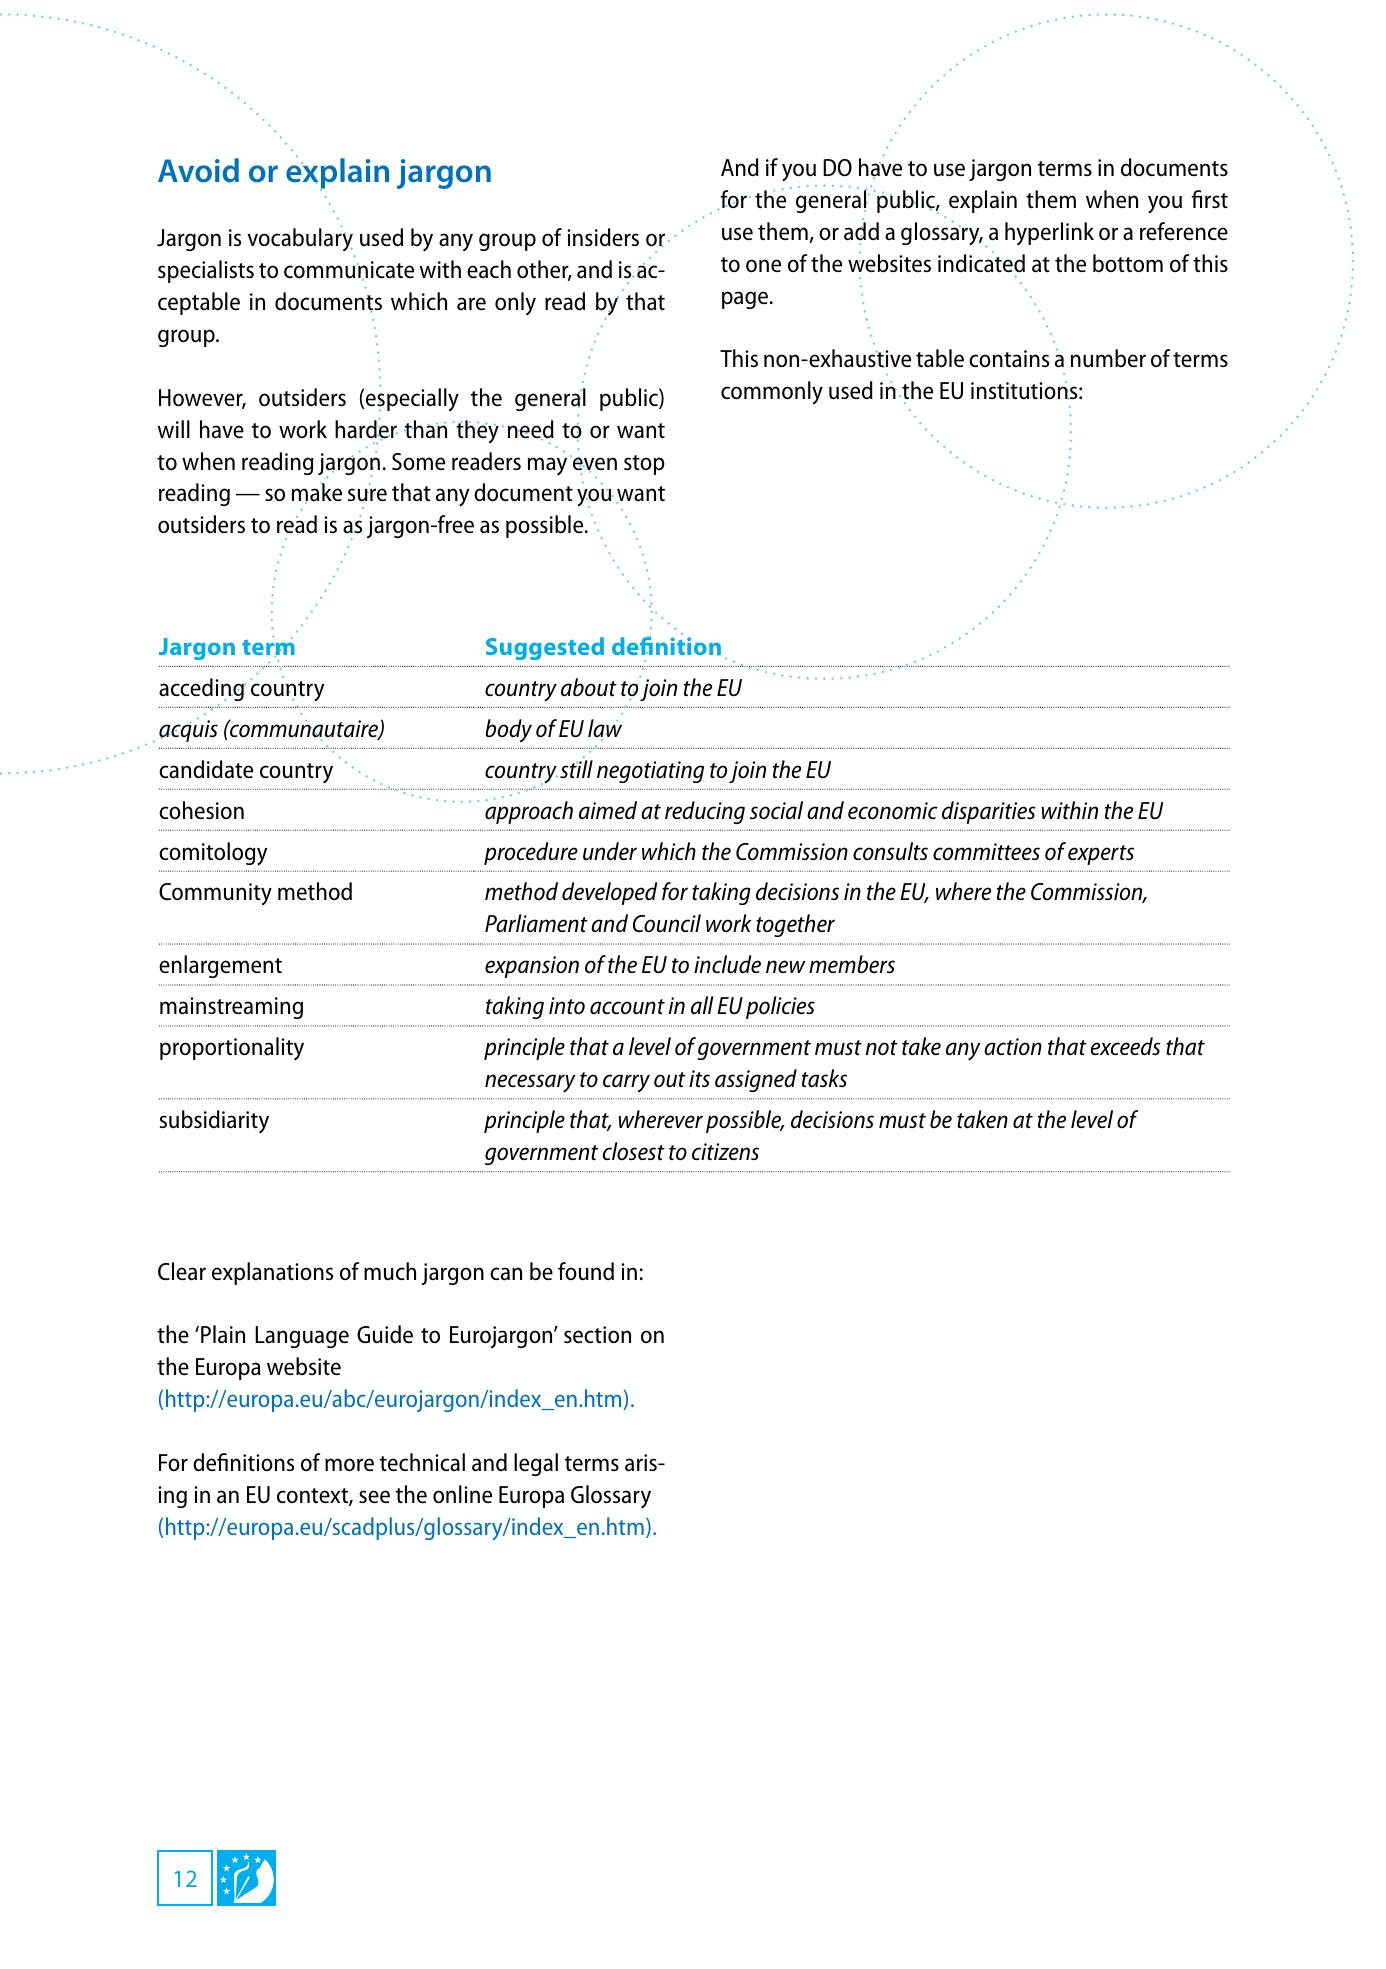 Avoid or explain jargon
Jargon is vocabulary used by any group of insiders or
specialists to communicate with each other, and is ac-
ceptable in documents which are only read by that
group.
However, outsiders (especially the general public)
will have to work harder than they need to or want
to when reading jargon. Some readers may even stop
reading — so make sure that any document you want
outsiders to read is as jargon-free as possible.
And if you DO have to use jargon terms in documents
for the general public, explain them when you first
use them, or add a glossary, a hyperlink or a reference
to one of the websites indicated at the bottom of this
page.
This non-exhaustive table contains a number of terms
commonly used in the EU institutions:
Jargon term Suggested definition
acceding country country about to join the EU
acquis (communautaire) body of EU law
candidate country country still negotiating to join the EU
cohesion approach aimed at reducing social and economic disparities within the EU
comitology procedure under which the Commission consults committees of experts
Community method method developed for taking decisions in the EU, where the Commission,
Parliament and Council work together
enlargement expansion of the EU to include new members
mainstreaming taking into account in all EU policies
proportionality principle that a level of government must not take any action that exceeds that
necessary to carry out its assigned tasks
subsidiarity principle that, wherever possible, decisions must be taken at the level of
government closest to citizens
Clear explanations of much jargon can be found in:
the ‘Plain Language Guide to Eurojargon’ section on
the Europa website
(http://europa.eu/abc/eurojargon/index_en.htm).
For definitions of more technical and legal terms aris-
ing in an EU context, see the online Europa Glossary
(http://europa.eu/scadplus/glossary/index_en.htm).
12